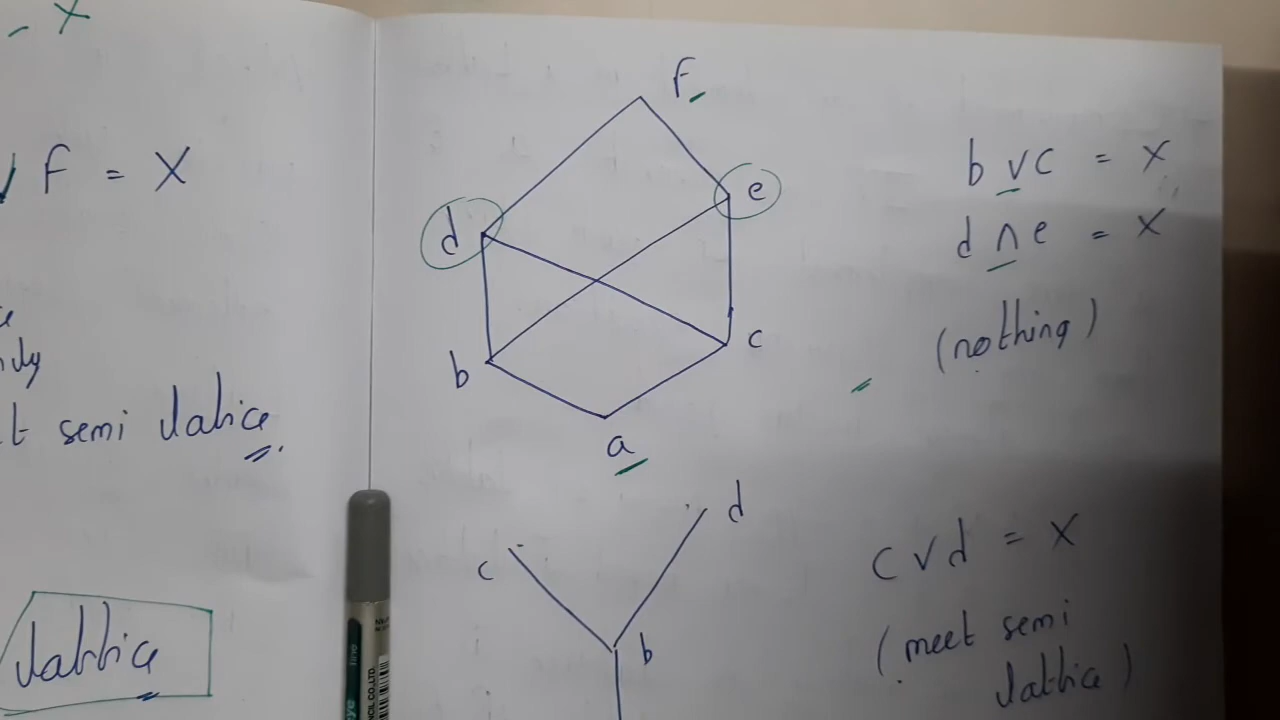 - X
F = X
semi lattice
lattice
F
d
e
b
c
a
b v c = X
d ∩ e = X
(nothing)
c
d
b
c v d = X
(meet semi
lattice)